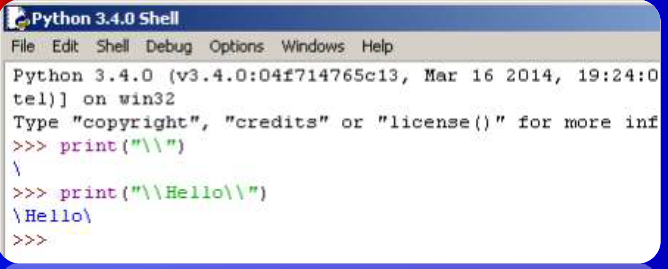 Python 3.4.0 Shell
File Edit Shell Debug Options Windows Help
Python 3.4.0 (v3.4.0:04f714765c13, Mar 16 2014, 19:24:0
tel)] on win32
Type "copyright", "credits" or "license()" for more inf
>>> print("\\")
\
>>> print("\\Hello\\")
\Hello\
>>>